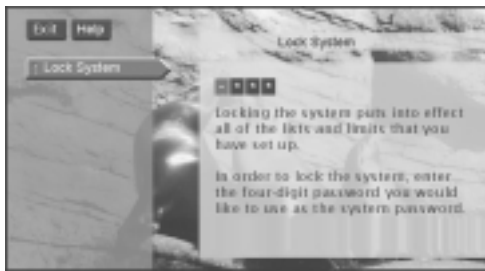 Exit Help
Lock System
Lock System
Locking the system puts into effect
all of the lists and limits that you
have set up.
In order to lock the system, enter
the four-digit password you would
like to use as the system password.